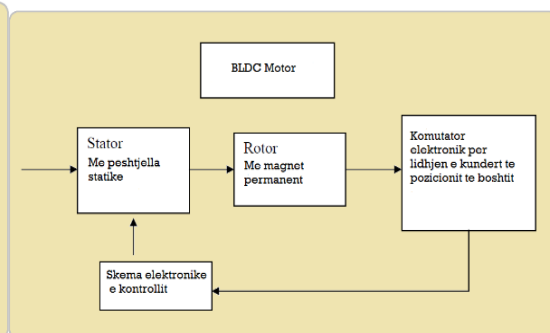 BLDC Motor
Stator
Me peshtjella
statike
Rotor
Me magnet
permanent
Komutator
elektronik per
lidhjen e kundert te
pozicionit te boshtit
Skema elektronike
e kontrollit